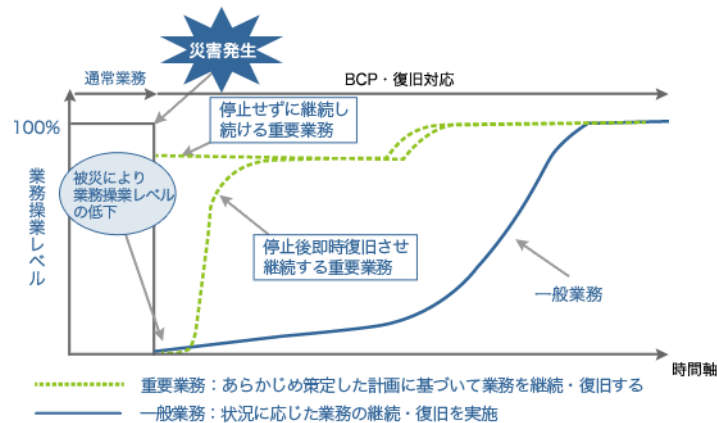 災害発生
通常業務
BCP・復旧対応
停止せずに継続し
続ける重要業務
100%
被災により
業務操業レベル
の低下
業務操業レベル
停止後即時復旧させ
継続する重要業務
一般業務
時間軸
重要業務：あらかじめ策定した計画に基づいて業務を継続・復旧する
一般業務：状況に応じた業務の継続・復旧を実施